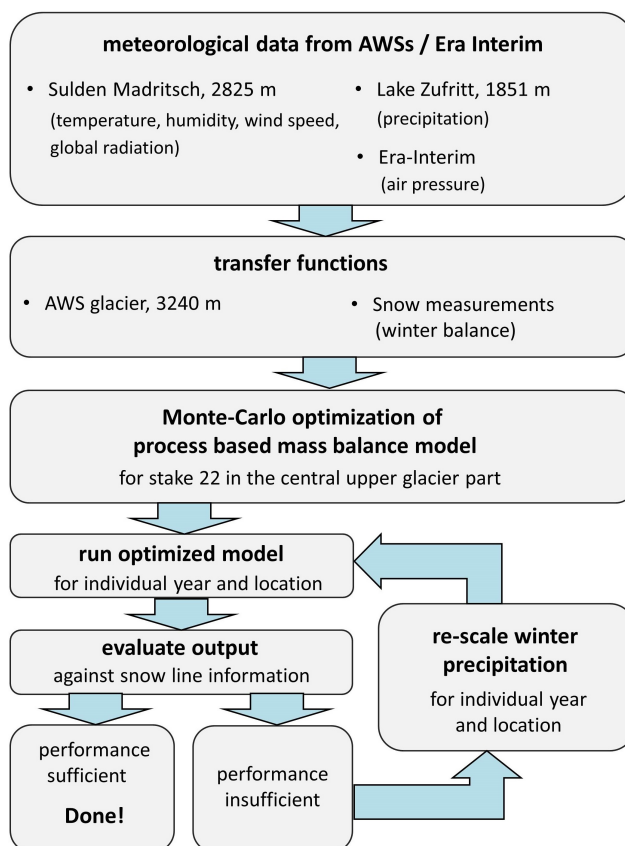 meteorological data from AWSs / Era Interim
• Sulden Madritsch, 2825 m
(temperature, humidity, wind speed,
global radiation)
• Lake Zufritt, 1851 m
(precipitation)
• Era-Interim
(air pressure)
transfer functions
• AWS glacier, 3240 m
• Snow measurements
(winter balance)
Monte-Carlo optimization of
process based mass balance model
for stake 22 in the central upper glacier part
run optimized model
for individual year and location
evaluate output
against snow line information
performance
sufficient
Done!
performance
insufficient
re-scale winter
precipitation
for individual year
and location